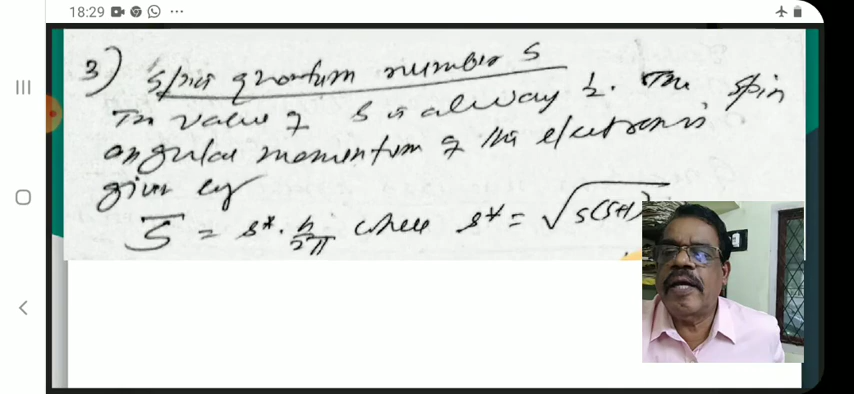 18:29
3) Spin quantum number S
The value of S is always 1/2. The spin
angular momentum of the electron is
given by
S = s*. h/2π where s* = √s(s+1)